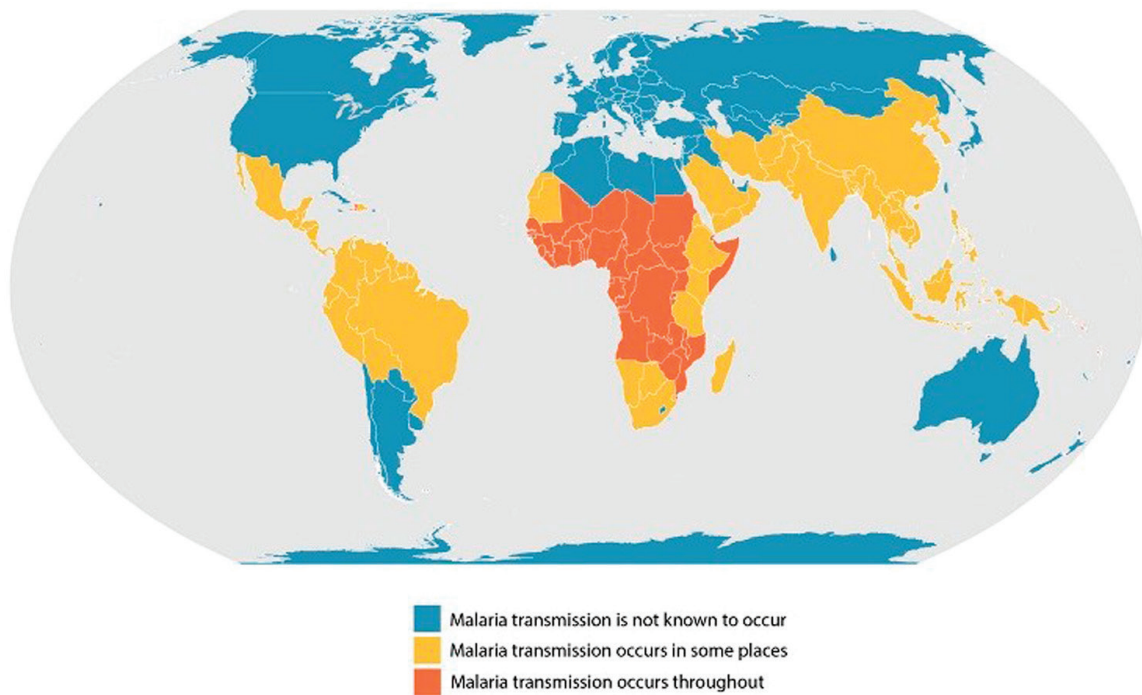 Malaria transmission is not known to occur
Malaria transmission occurs in some places
Malaria transmission occurs throughout